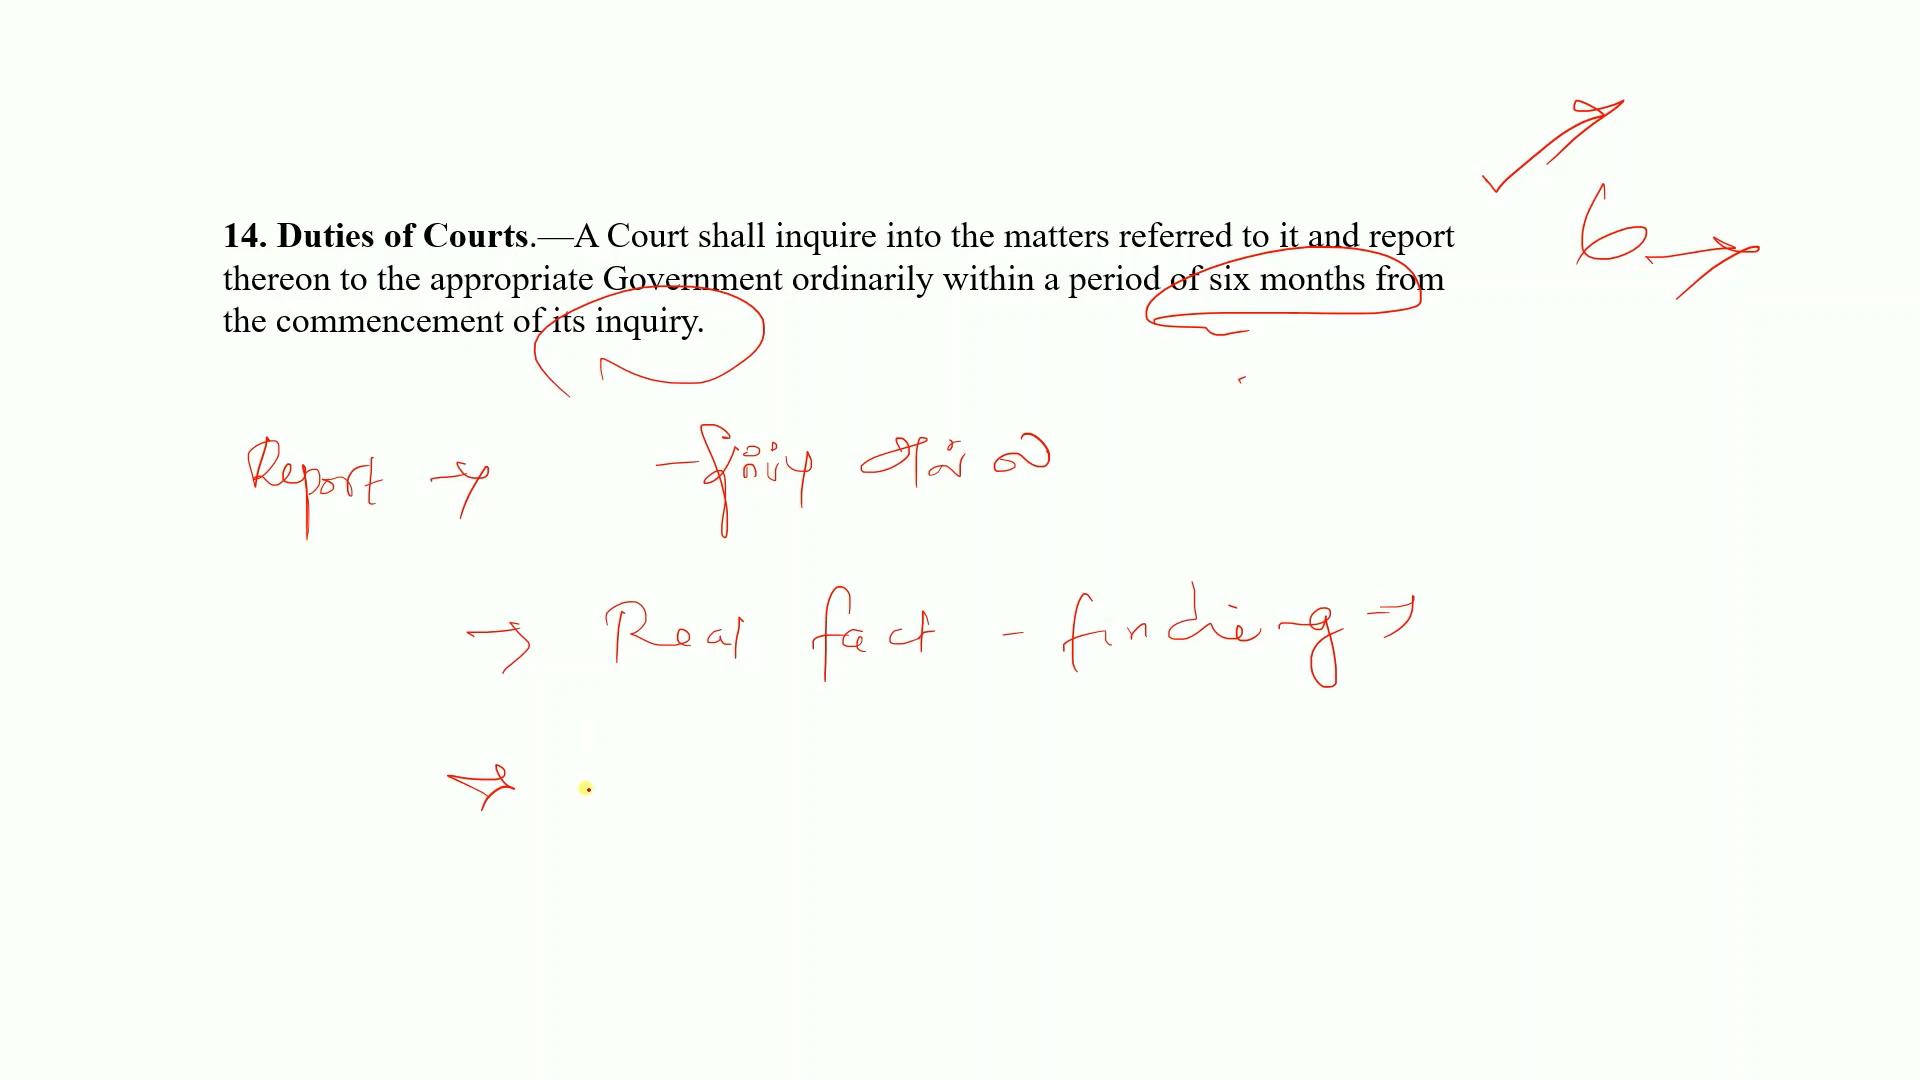 14. Duties of Courts.—A Court shall inquire into the matters referred to it and report
thereon to the appropriate Government ordinarily within a period of six months from
the commencement of its inquiry.
6
Report →
→ Real fact - finding →